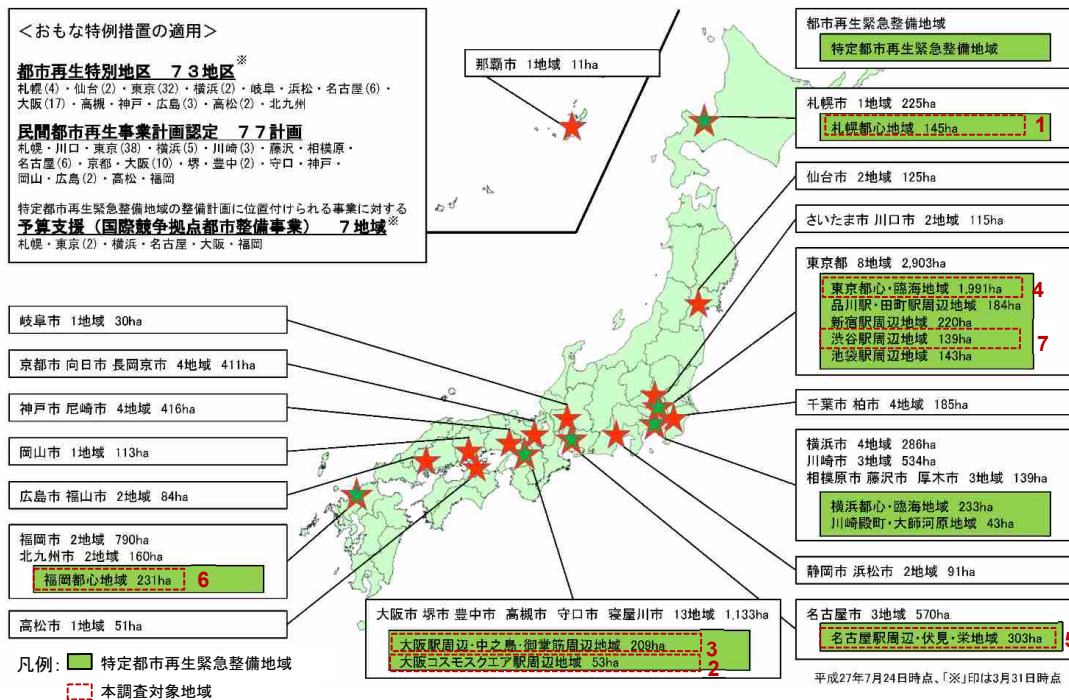 ＜おもな特例措置の適用＞
都市再生特別地区　７３地区※
札幌(4)・仙台(2)・東京(32)・横浜(2)・岐阜・浜松・名古屋(6)・
大阪(17)・高槻・神戸・広島(3)・高松(2)・北九州
民間都市再生事業計画認定　７７計画
札幌・川口・東京(38)・横浜(5)・川崎(3)・藤沢・相模原・
名古屋(6)・京都・大阪(10)・堺・豊中(2)・守口・神戸・
岡山・広島(2)・高松・福岡
特定都市再生緊急整備地域の整備計画に位置付けられる事業に対する
予算支援（国際競争拠点都市整備事業）　７地域※
札幌・東京(2)・横浜・名古屋・大阪・福岡
那覇市 1地域 11ha
都市再生緊急整備地域
特定都市再生緊急整備地域
札幌市 1地域 225ha
札幌都心地域 145ha 1
仙台市 2地域 125ha
さいたま市 川口市 2地域 115ha
東京都 8地域 2,903ha
東京都心・臨海地域 1,991ha 4
品川駅・田町駅周辺地域 184ha
新宿駅周辺地域 220ha
渋谷駅周辺地域 139ha 7
池袋駅周辺地域 143ha
千葉市 柏市 4地域 185ha
横浜市 4地域 286ha
川崎市 3地域 534ha
相模原市 藤沢市 厚木市 3地域 139ha
横浜都心・臨海地域 233ha
川崎殿町・大師河原地域 43ha
静岡市 浜松市 2地域 91ha
名古屋市 3地域 570ha
名古屋駅周辺・伏見・栄地域 303ha 5
岐阜市 1地域 30ha
京都市 向日市 長岡京市 4地域 411ha
神戸市 尼崎市 4地域 416ha
岡山市 1地域 113ha
広島市 福山市 2地域 84ha
福岡市 2地域 790ha
北九州市 2地域 160ha
福岡都心地域 231ha 6
高松市 1地域 51ha
大阪市 堺市 豊中市 高槻市 守口市 寝屋川市 13地域 1,133ha
大阪駅周辺・中之島・御堂筋周辺地域 209ha 3
大阪コスモスクエア駅周辺地域 53ha 2
凡例： 特定都市再生緊急整備地域
本調査対象地域
平成27年7月24日時点、「※」印は3月31日時点